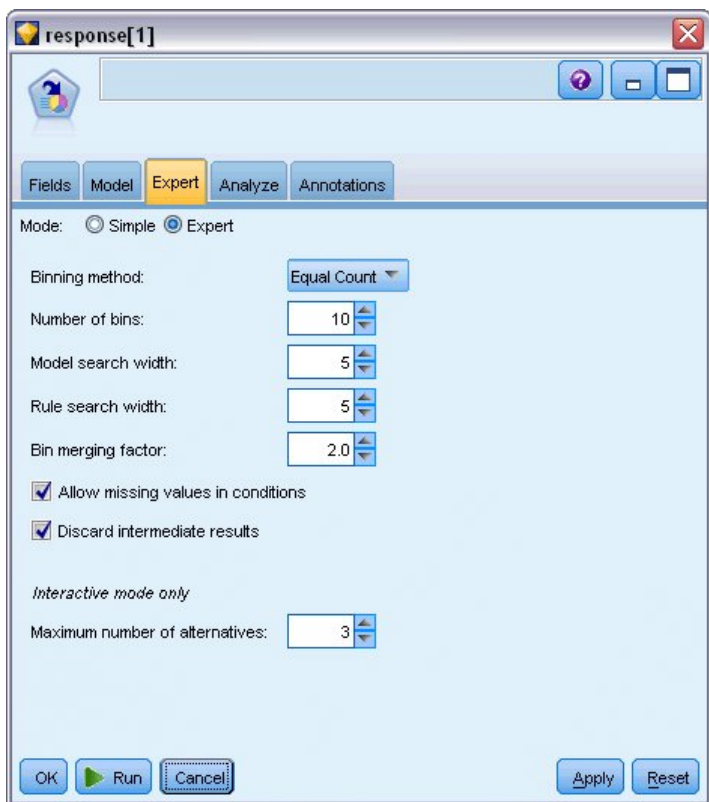 response[1]
Fields Model Expert Analyze Annotations
Mode: Simple Expert
Binning method: Equal Count
Number of bins: 10
Model search width: 5
Rule search width: 5
Bin merging factor: 2.0
Allow missing values in conditions
Discard intermediate results
Interactive mode only
Maximum number of alternatives: 3
OK Run Cancel Apply Reset